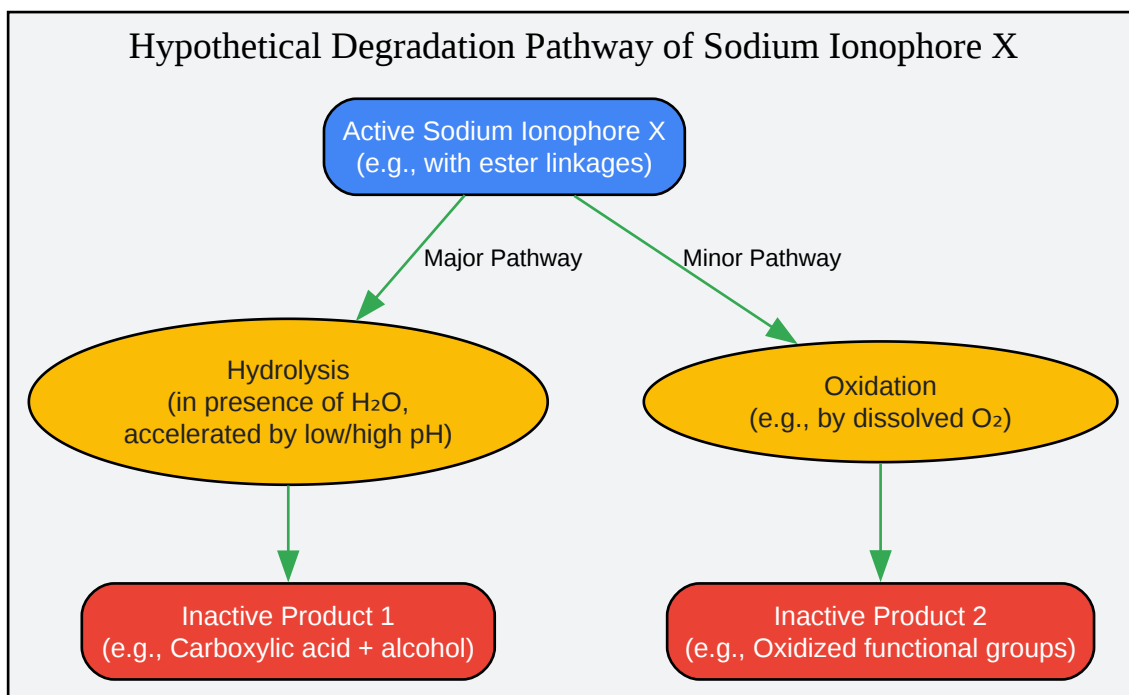 Hypothetical Degradation Pathway of Sodium Ionophore X
Active Sodium Ionophore X
(e.g., with ester linkages)
Major Pathway
Minor Pathway
Hydrolysis
(in presence of H₂O,
accelerated by low/high pH)
Oxidation
(e.g., by dissolved O₂)
Inactive Product 1
(e.g., Carboxylic acid + alcohol)
Inactive Product 2
(e.g., Oxidized functional groups)